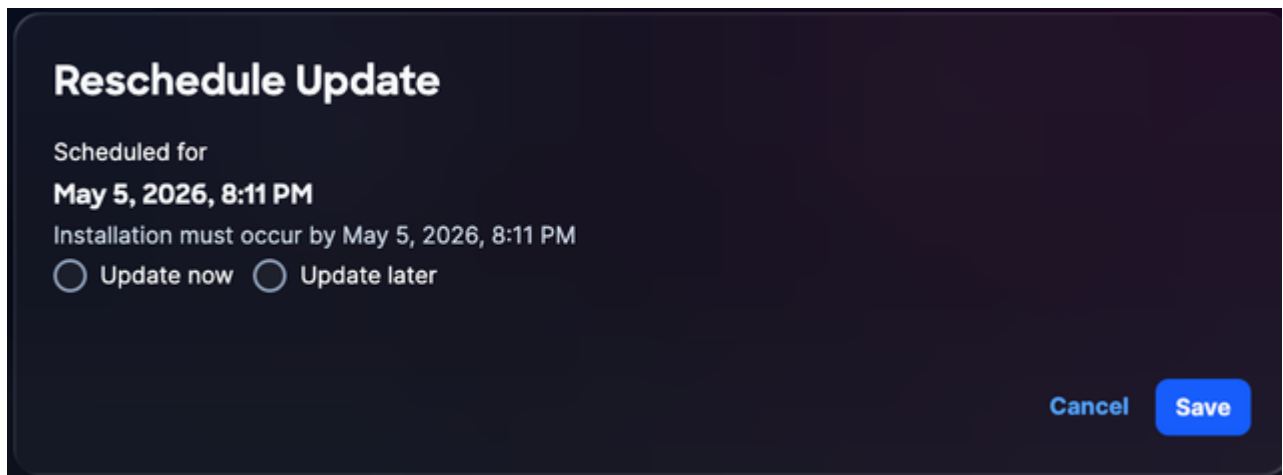 Reschedule Update
Scheduled for
May 5, 2026, 8:11 PM
Installation must occur by May 5, 2026, 8:11 PM
Update now Update later
Cancel Save